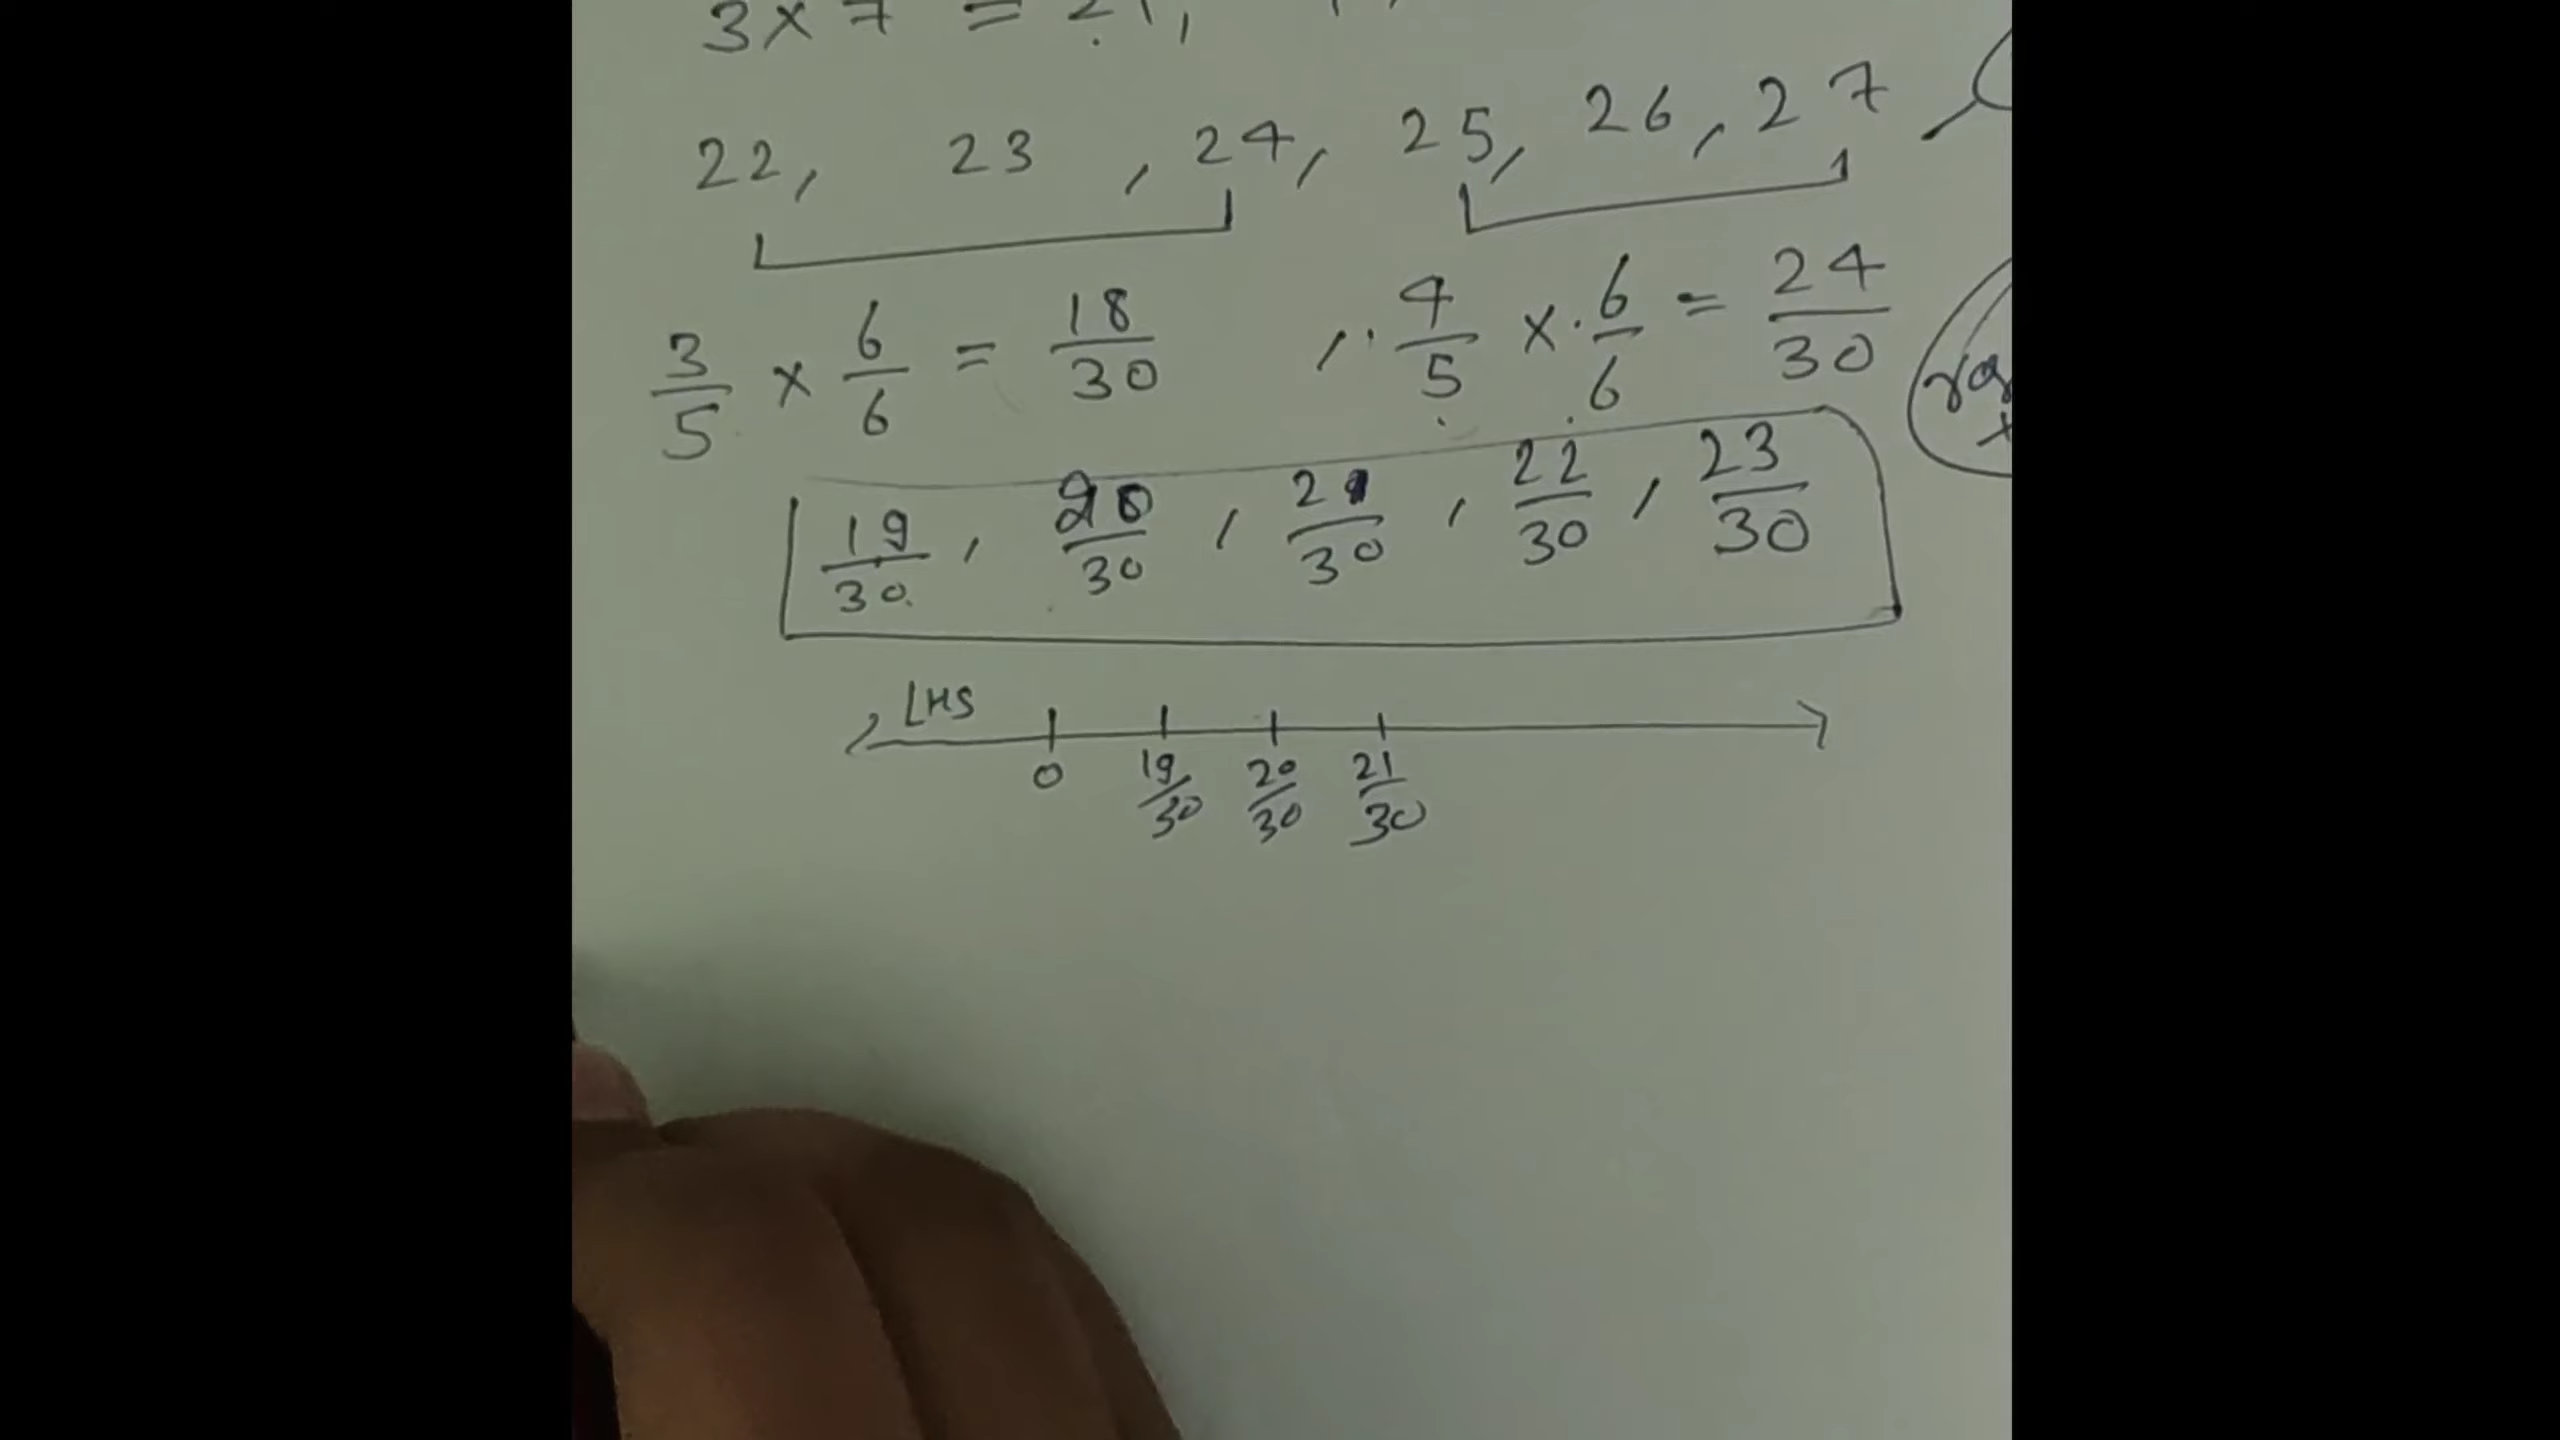 3 × 7 = 21,
22, 23, 24, 25, 26, 27
3/5 × 6/6 = 18/30, 4/5 × 6/6 = 24/30
19/30, 20/30, 21/30, 22/30, 23/30
LHS
0 19/30 20/30 21/30